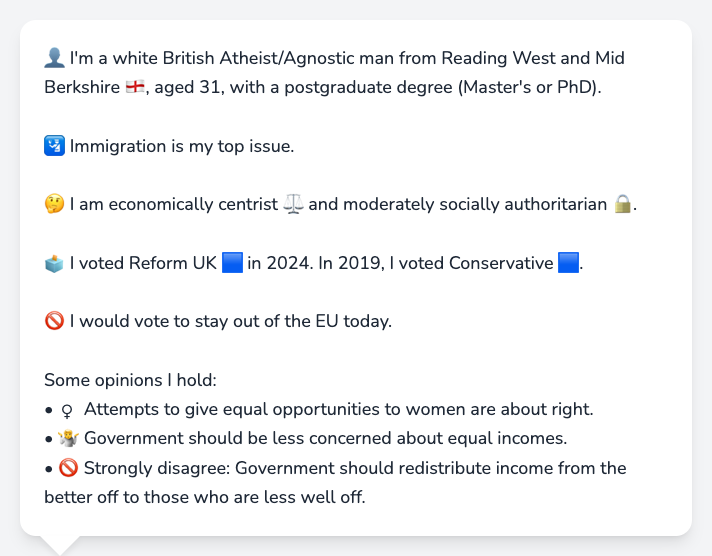 👤 I'm a white British Atheist/Agnostic man from Reading West and Mid
Berkshire 🏴󠁧󠁢󠁥󠁮󠁧󠁿, aged 31, with a postgraduate degree (Master's or PhD).
🛂 Immigration is my top issue.
🤔 I am economically centrist ⚖️ and moderately socially authoritarian 🔒.
🗳️ I voted Reform UK 🟦 in 2024. In 2019, I voted Conservative 🟦.
🚫 I would vote to stay out of the EU today.
Some opinions I hold:
• ♀ Attempts to give equal opportunities to women are about right.
• 🤷 Government should be less concerned about equal incomes.
• 🚫 Strongly disagree: Government should redistribute income from the
better off to those who are less well off.